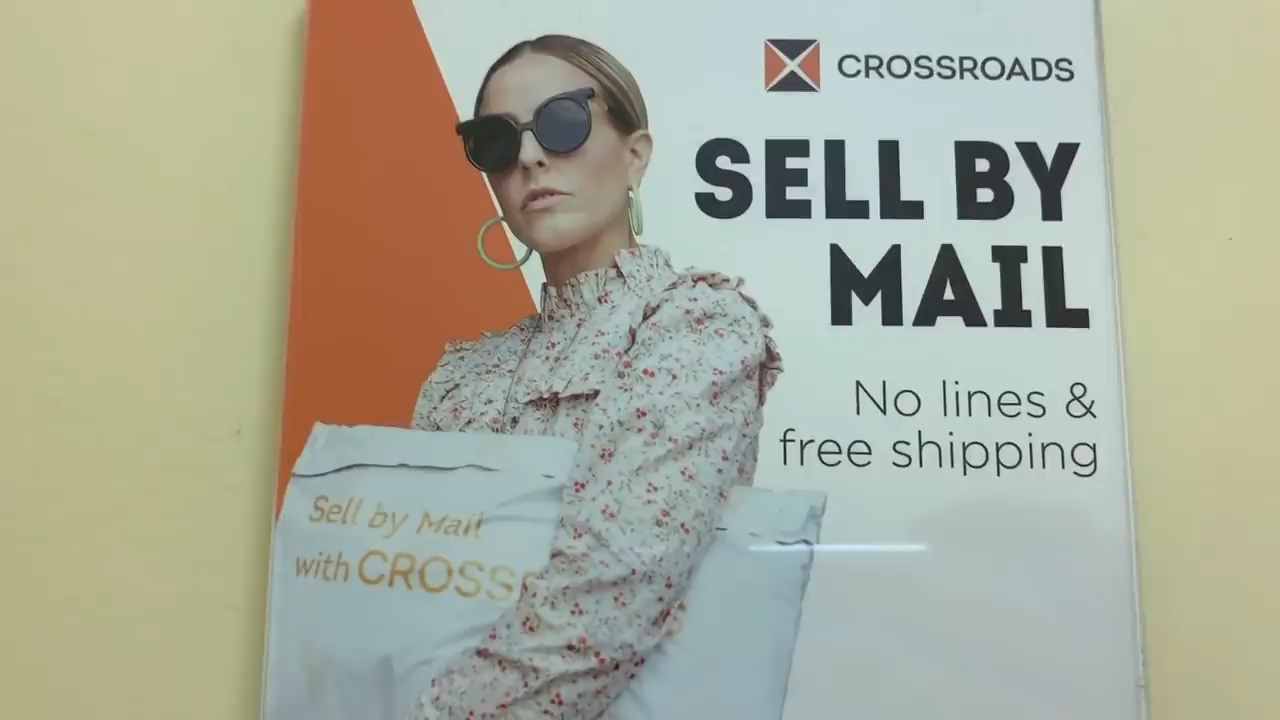 CROSSROADS
SELL BY
MAIL
No lines &
free shipping
Sell by Mail
with